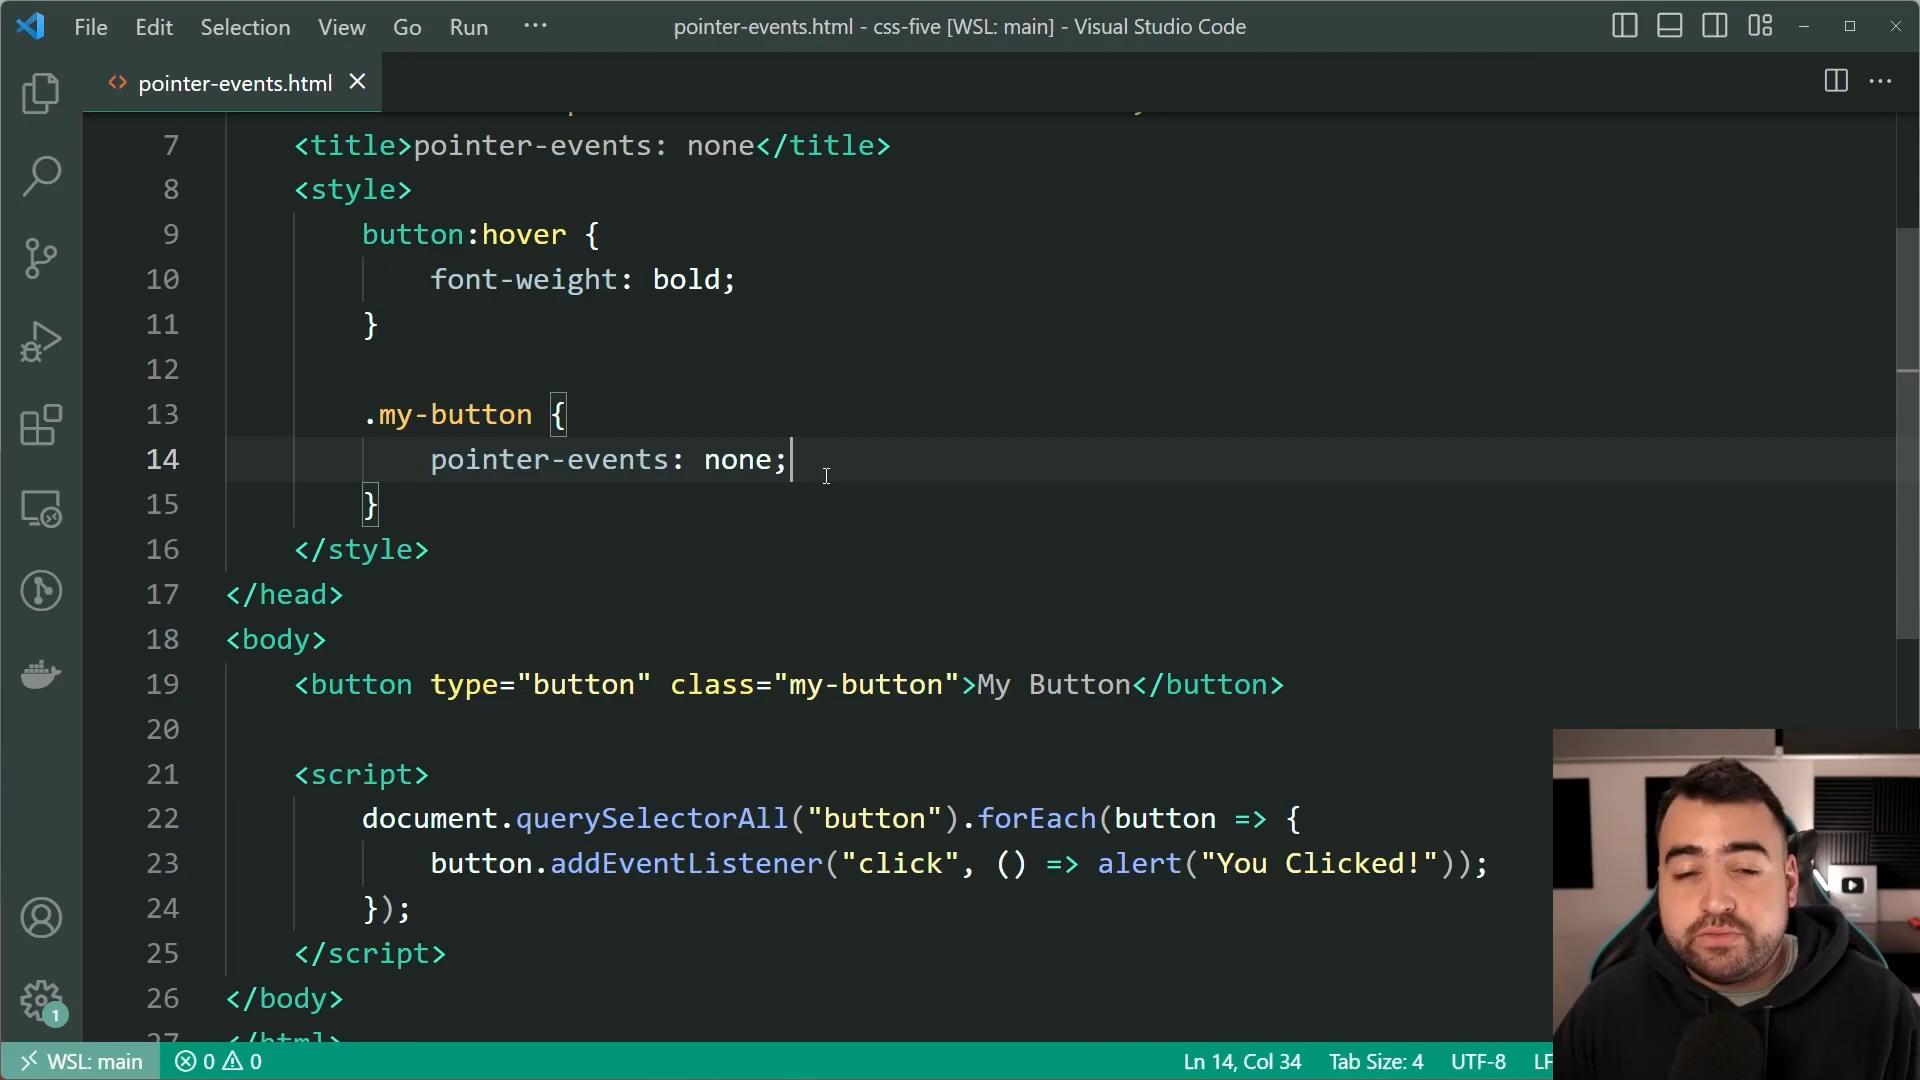 File Edit Selection View Go Run ···
pointer-events.html - css-five [WSL: main] - Visual Studio Code
pointer-events.html
7 <title>pointer-events: none</title>
8 <style>
9 button:hover {
10 font-weight: bold;
11 }
12
13 .my-button {
14 pointer-events: none;
15 }
16 </style>
17 </head>
18 <body>
19 <button type="button" class="my-button">My Button</button>
20
21 <script>
22 document.querySelectorAll("button").forEach(button => {
23 button.addEventListener("click", () => alert("You Clicked!"));
24 });
25 </script>
26 </body>
27 </html>
1
WSL: main 0 0 Ln 14, Col 34 Tab Size: 4 UTF-8 LF